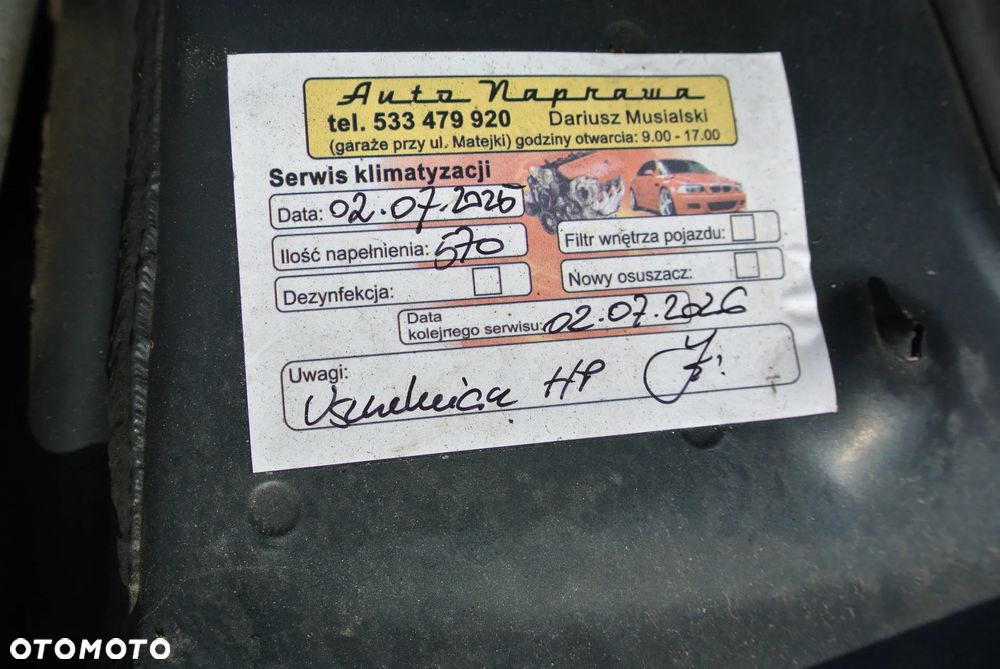 Auto Naprawa
tel. 533 479 920 Dariusz Musialski
(garaże przy ul. Matejki) godziny otwarcia: 9.00 - 17.00
Serwis klimatyzacji
Data: 02.07.2025
Ilość napełnienia: 570
Filtr wnętrza pojazdu:
Dezynfekcja:
Nowy osuszacz:
Data
kolejnego serwisu: 02.07.2026
Uwagi:
Uszczelniacz HP
OTOMOTO